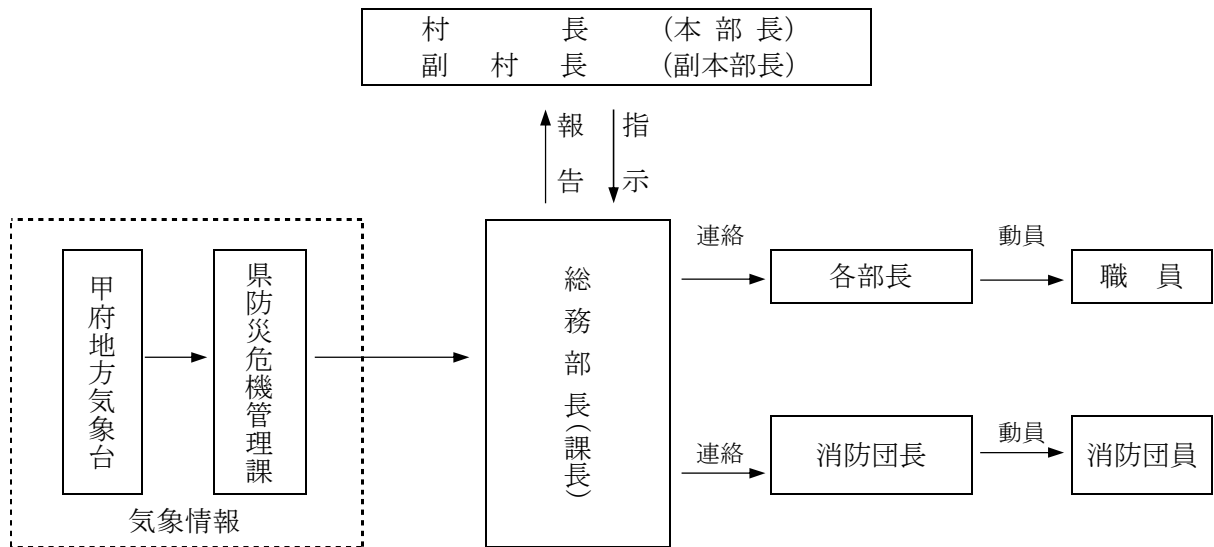 村長（本部長）
副村長（副本部長）
報告
指示
甲府地方気象台
県防災危機管理課
気象情報
総務部長（課長）
連絡
各部長
動員
職員
連絡
消防団長
動員
消防団員